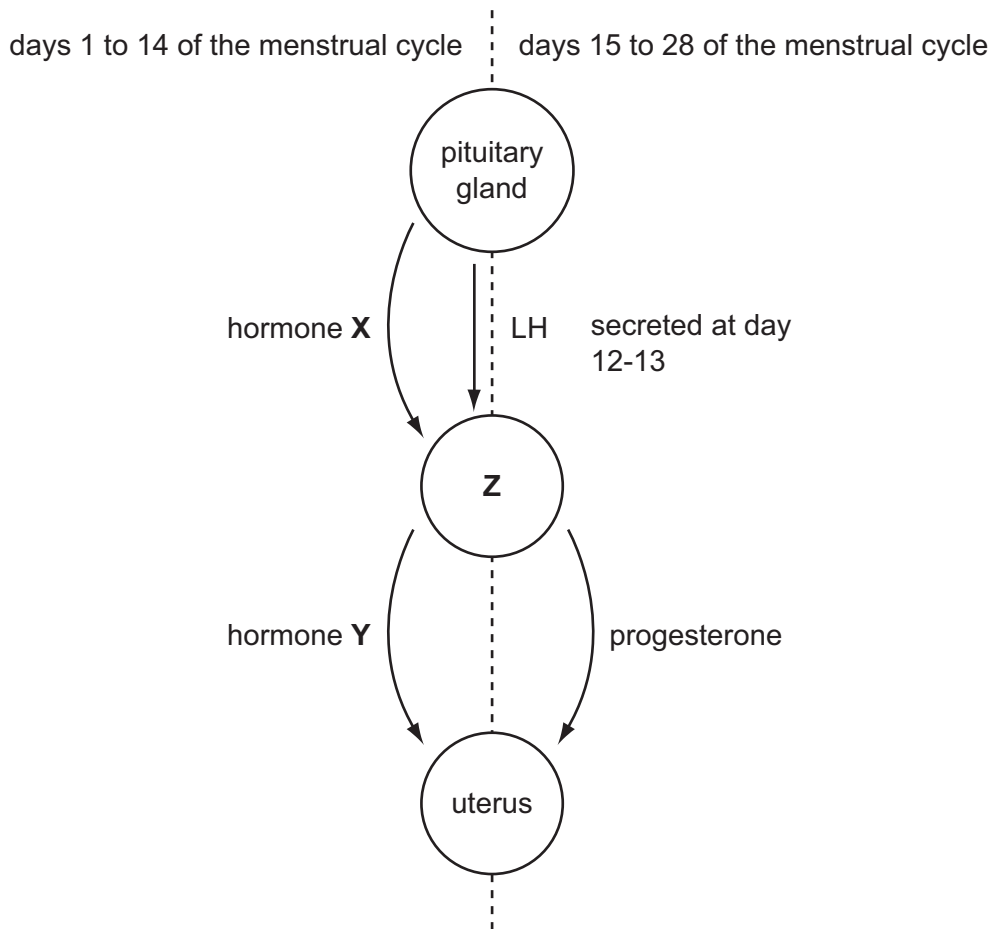 days 1 to 14 of the menstrual cycle
days 15 to 28 of the menstrual cycle
pituitary
gland
hormone X
LH
secreted at day
12-13
Z
hormone Y
progesterone
uterus